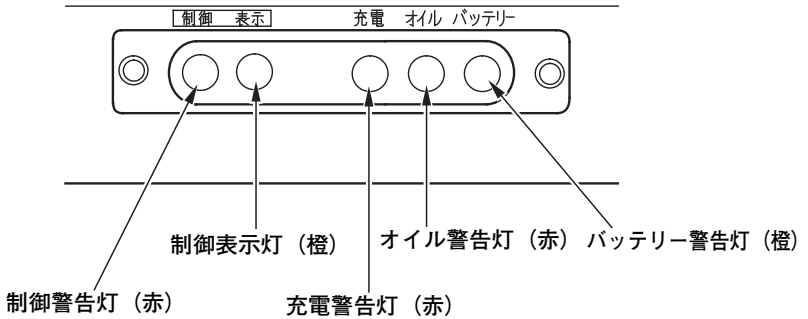 制御 表示 充電 オイル バッテリー
制御表示灯（橙） オイル警告灯（赤） バッテリー警告灯（橙）
制御警告灯（赤） 充電警告灯（赤）